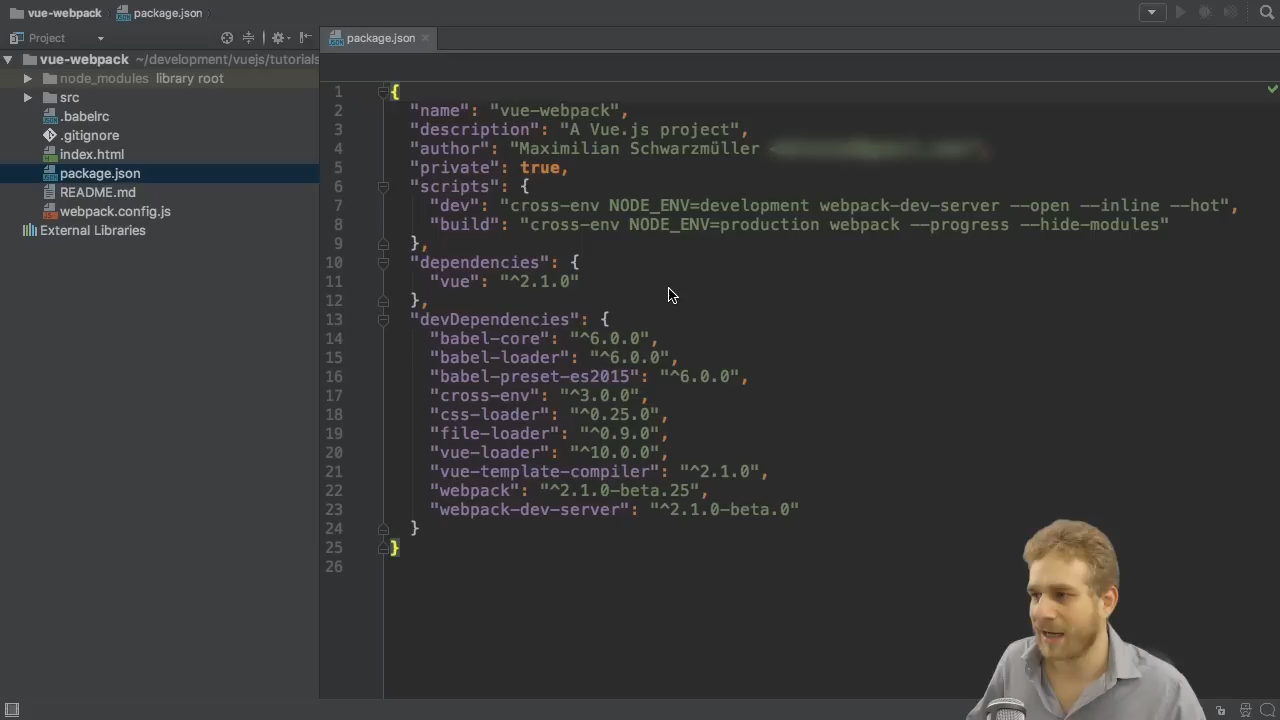 vue-webpack package.json
Project
package.json
vue-webpack ~/development/vuejs/tutorials
node_modules library root
src
.babelrc
.gitignore
index.html
package.json
README.md
webpack.config.js
External Libraries
1 {
2 "name": "vue-webpack",
3 "description": "A Vue.js project",
4 "author": "Maximilian Schwarzmüller
5 "private": true,
6 "scripts": {
7 "dev": "cross-env NODE_ENV=development webpack-dev-server --open --inline --hot",
8 "build": "cross-env NODE_ENV=production webpack --progress --hide-modules"
9 },
10 "dependencies": {
11 "vue": "^2.1.0"
12 },
13 "devDependencies": {
14 "babel-core": "^6.0.0",
15 "babel-loader": "^6.0.0",
16 "babel-preset-es2015": "^6.0.0",
17 "cross-env": "^3.0.0",
18 "css-loader": "^0.25.0",
19 "file-loader": "^0.9.0",
20 "vue-loader": "^10.0.0",
21 "vue-template-compiler": "^2.1.0",
22 "webpack": "^2.1.0-beta.25",
23 "webpack-dev-server": "^2.1.0-beta.0"
24 }
25 }
26